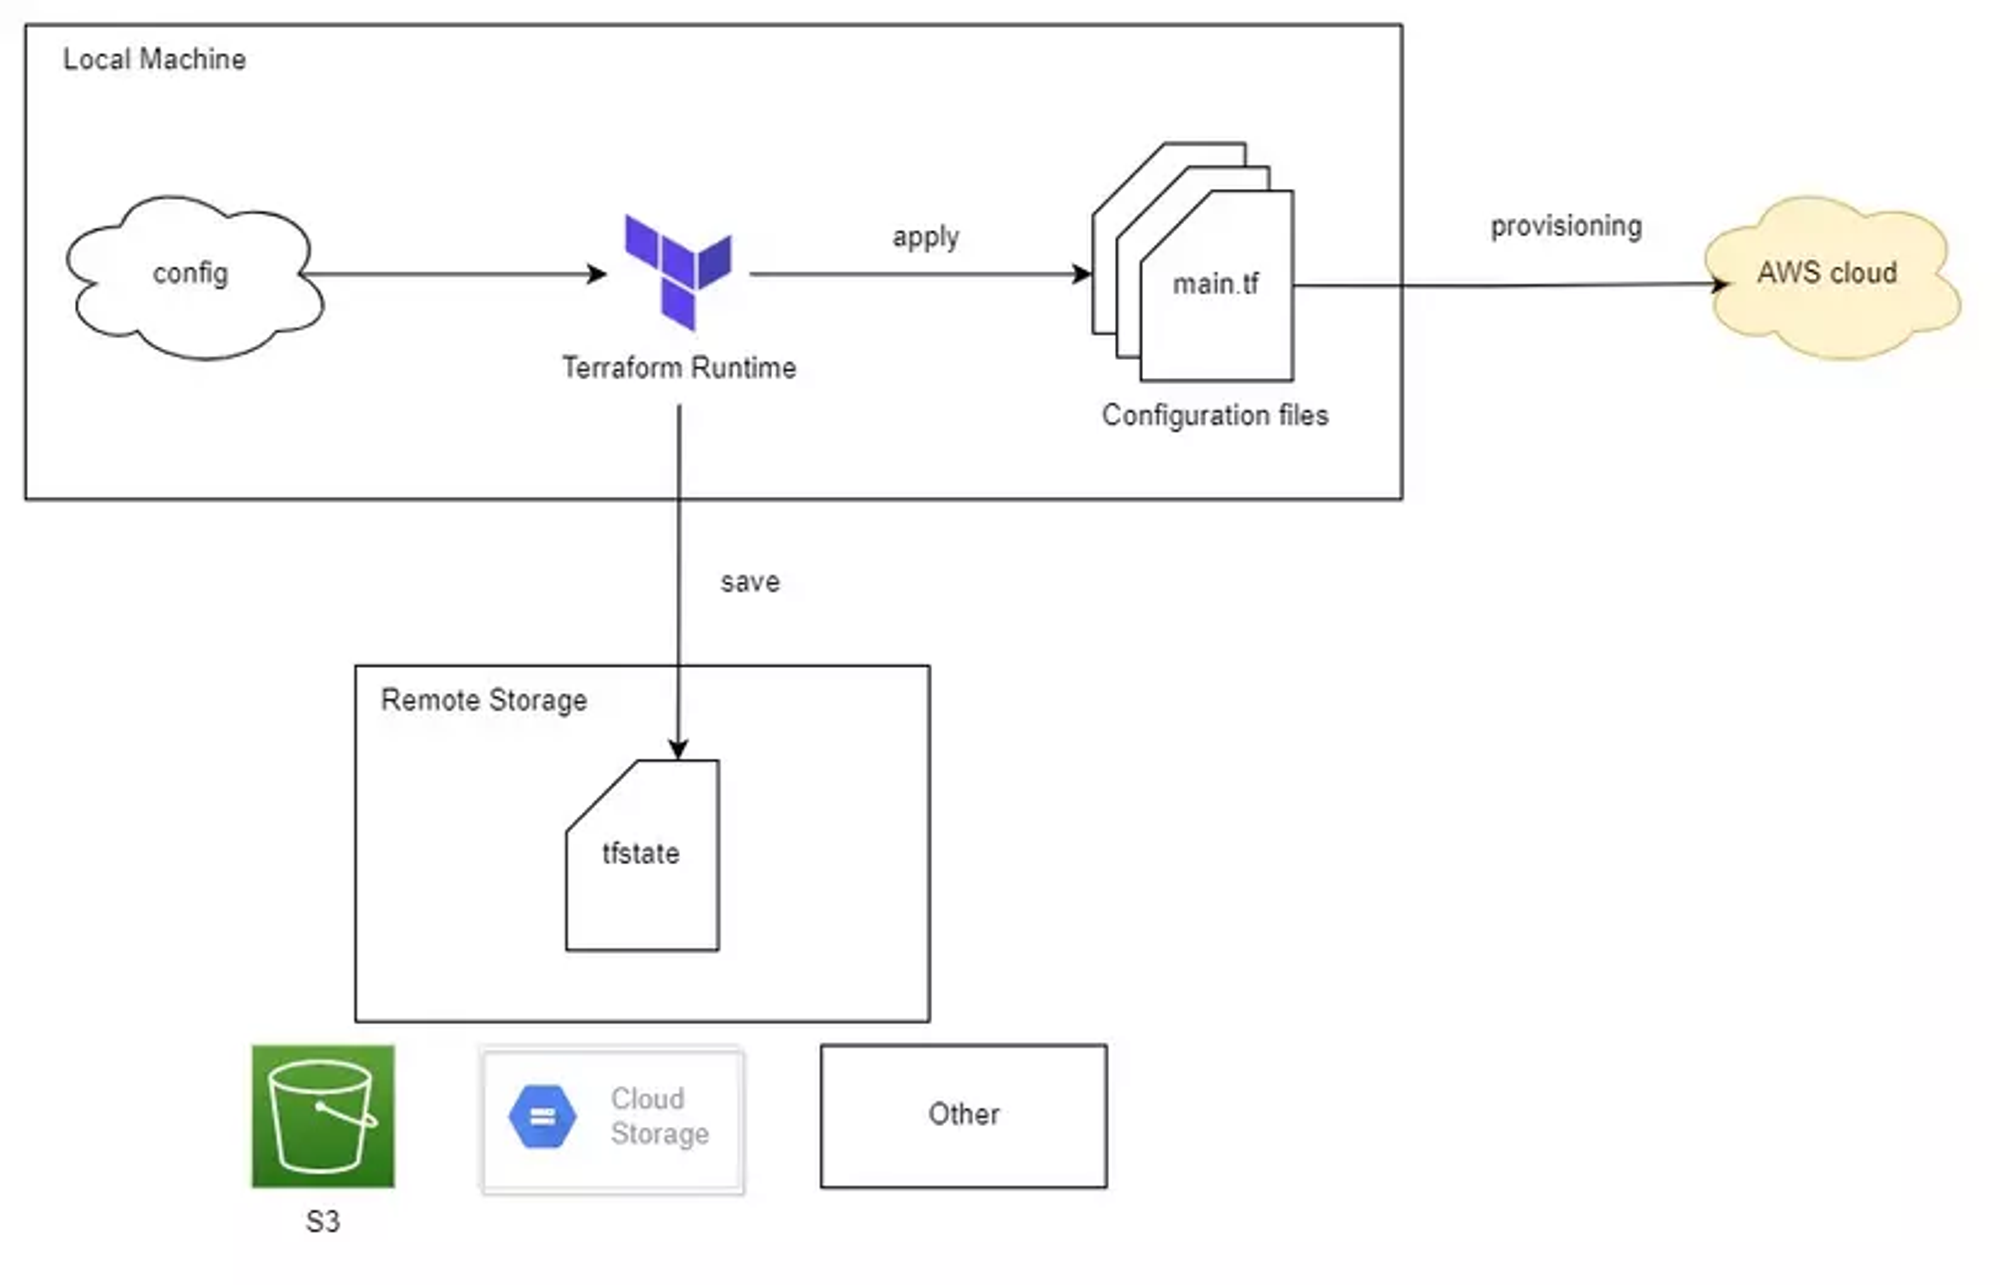 Local Machine
config
Terraform Runtime
apply
main.tf
Configuration files
provisioning
AWS cloud
save
Remote Storage
tfstate
S3
Cloud
Storage
Other